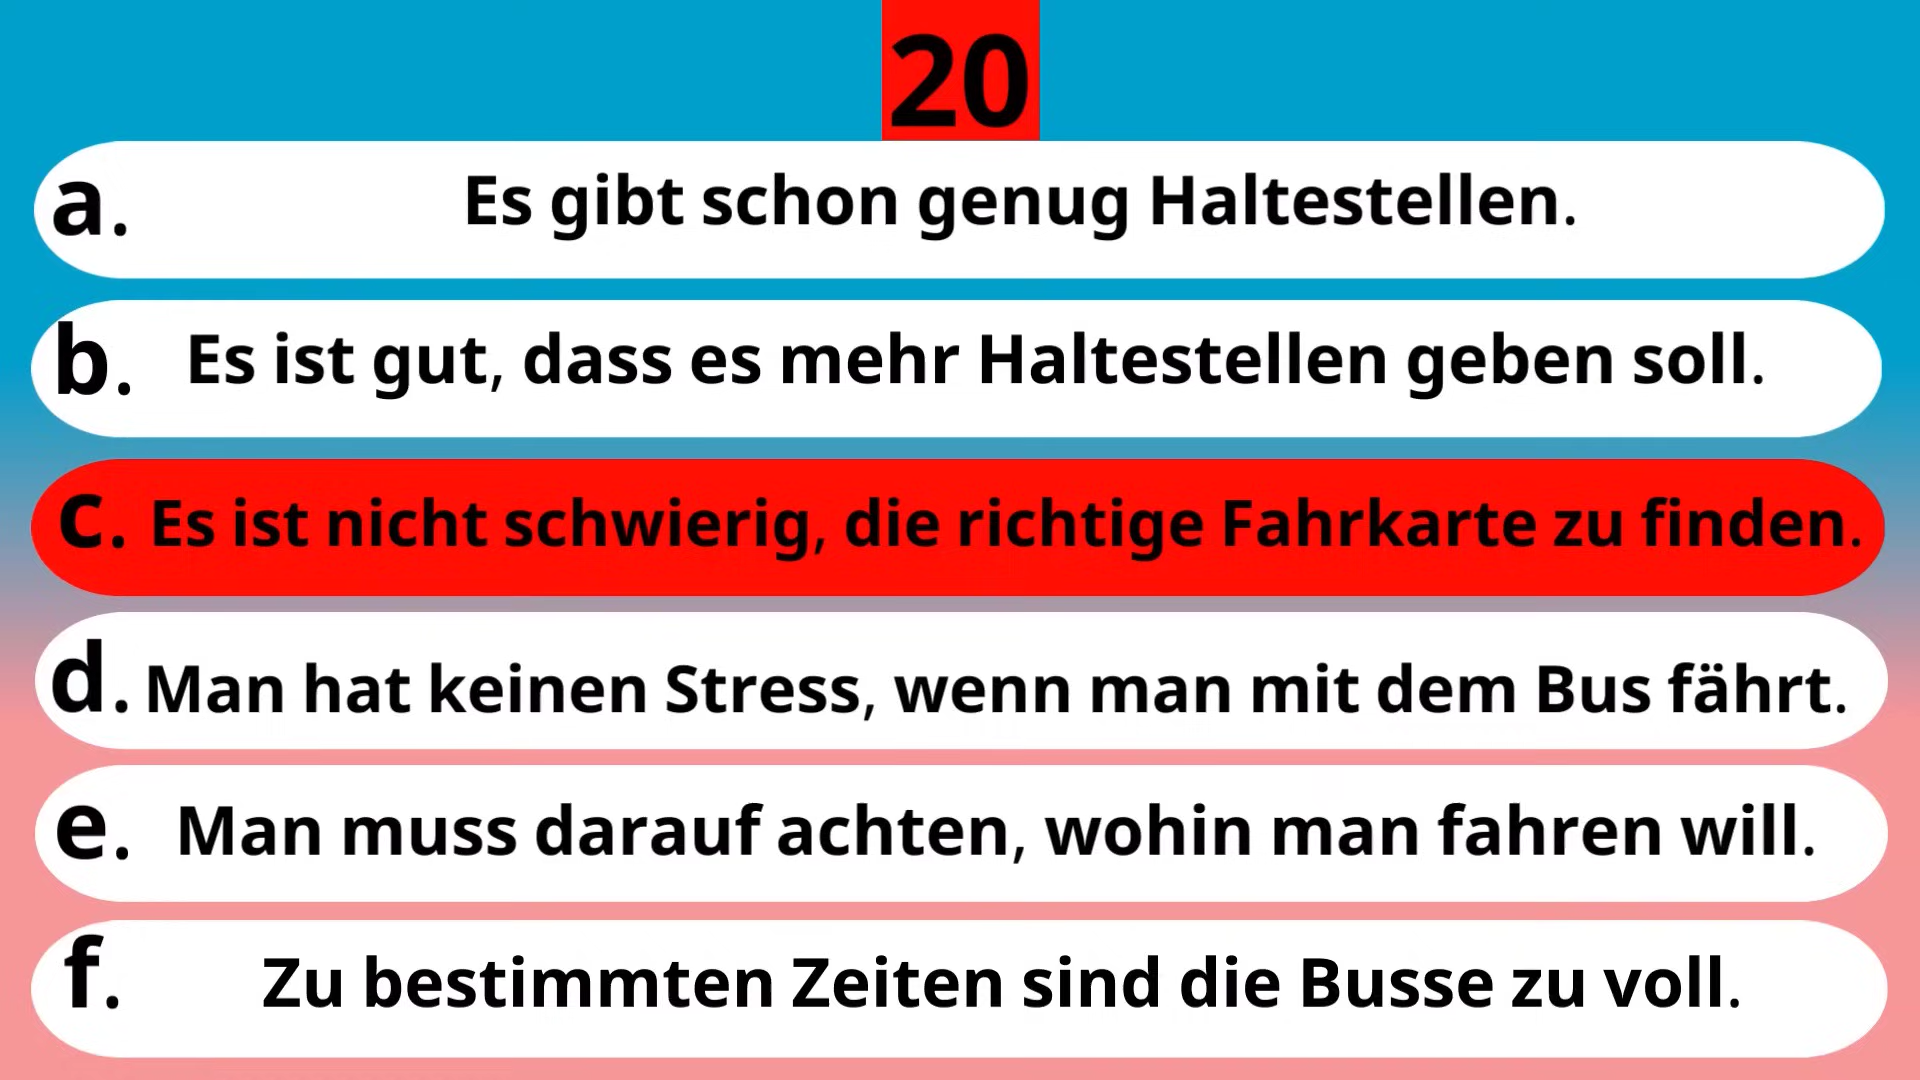 20
a. Es gibt schon genug Haltestellen.
b. Es ist gut, dass es mehr Haltestellen geben soll.
c. Es ist nicht schwierig, die richtige Fahrkarte zu finden.
d. Man hat keinen Stress, wenn man mit dem Bus fährt.
e. Man muss darauf achten, wohin man fahren will.
f. Zu bestimmten Zeiten sind die Busse zu voll.